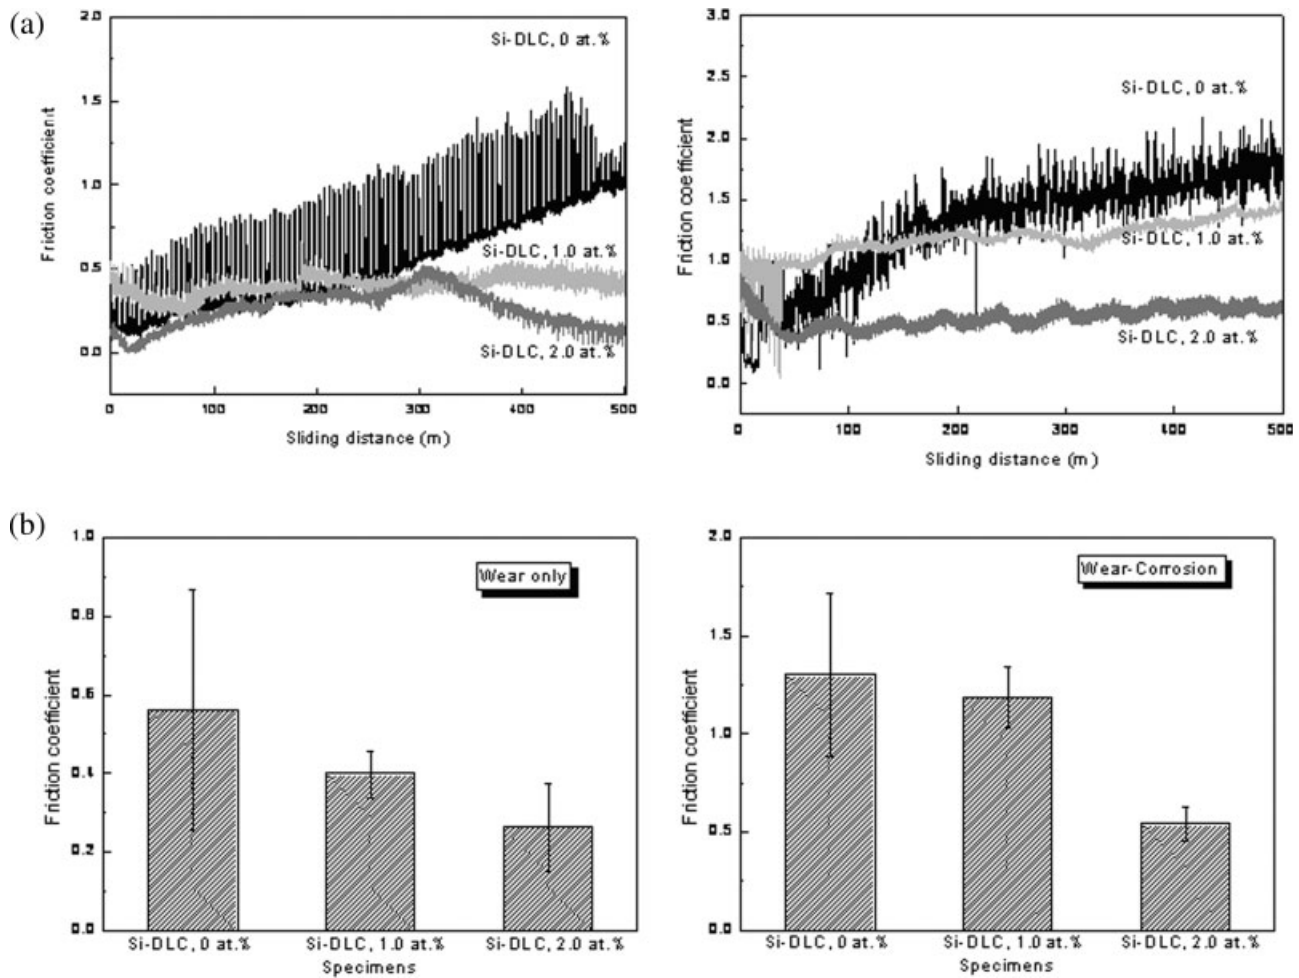 (a)
2.0
1.5
1.0
0.5
0.0
Friction coefficient
Si-DLC, 0 at.%
Si-DLC, 1.0 at.%
Si-DLC, 2.0 at.%
0 100 200 300 400 500
Sliding distance (m)
3.0
2.5
2.0
1.5
1.0
0.5
0.0
Friction coefficient
Si-DLC, 0 at.%
Si-DLC, 1.0 at.%
Si-DLC, 2.0 at.%
0 100 200 300 400 500
Sliding distance (m)
(b)
1.0
0.8
0.6
0.4
0.2
0.0
Friction coefficient
Wear only
Si-DLC, 0 at.% Si-DLC, 1.0 at.% Si-DLC, 2.0 at.%
Specimens
2.0
1.5
1.0
0.5
0.0
Friction coefficient
Wear-Corrosion
Si-DLC, 0 at.% Si-DLC, 1.0 at.% Si-DLC, 2.0 at.%
Specimens